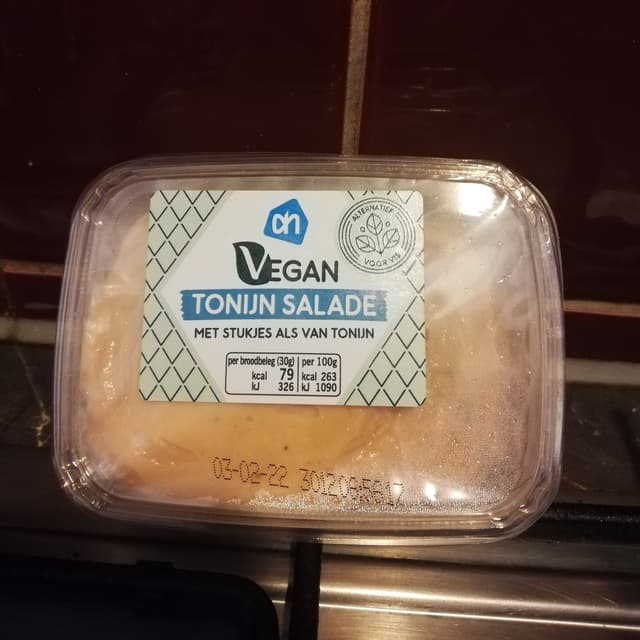 ah
ALTERNATIEF
VOOR VIS
VEGAN
TONIJN SALADE
MET STUKJES ALS VAN TONIJN
per broodbeleg (30g) per 100g
kcal 79 kcal 263
kJ 326 kJ 1090
03-02-22